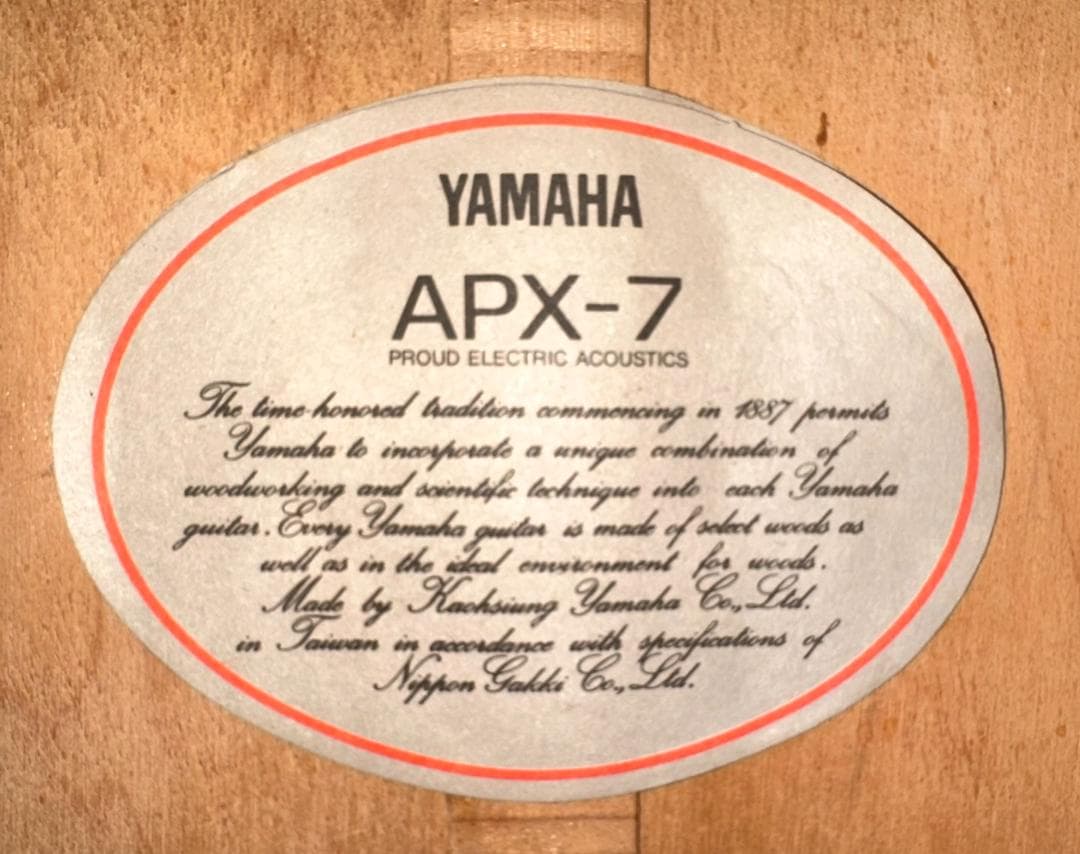 YAMAHA
APX-7
PROUD ELECTRIC ACOUSTICS
The time-honored tradition commencing in 1887 permits
Yamaha to incorporate a unique combination of
woodworking and scientific technique into each Yamaha
guitar. Every Yamaha guitar is made of select woods as
well as in the ideal environment for woods.
Made by Kaohsiung Yamaha Co., Ltd.
in Taiwan in accordance with specifications of
Nippon Gakki Co., Ltd.